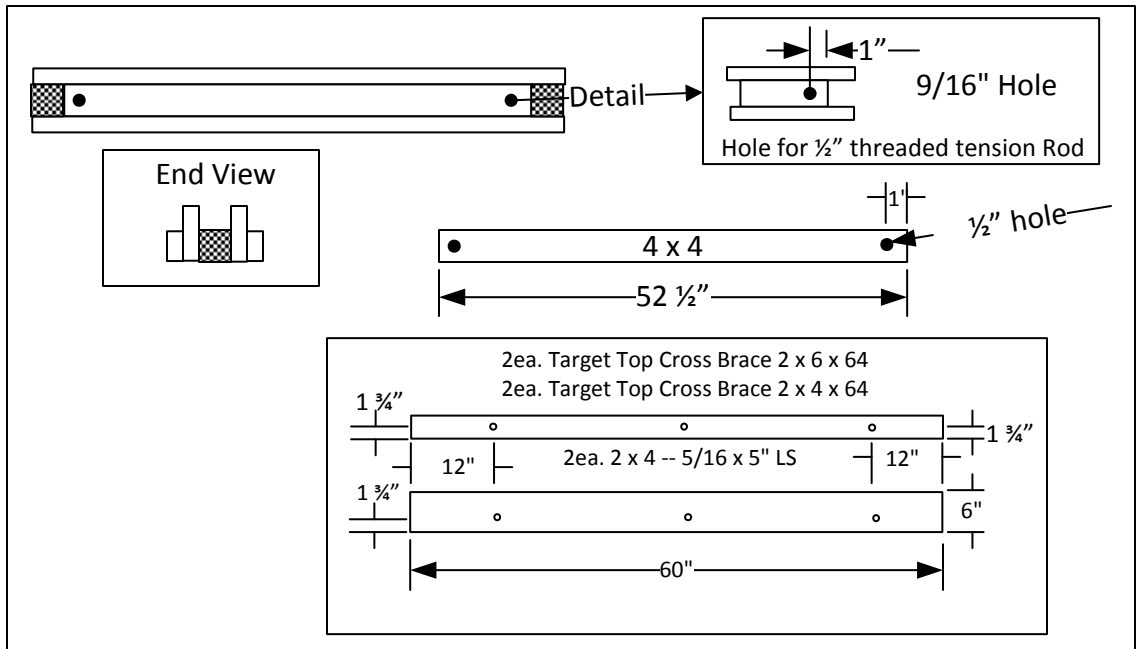 1”
Detail
9/16" Hole
Hole for ½” threaded tension Rod
End View
1'
½” hole
4 x 4
52 ½”
2ea. Target Top Cross Brace 2 x 6 x 64
2ea. Target Top Cross Brace 2 x 4 x 64
1 ¾”
1 ¾”
12"
2ea. 2 x 4 -- 5/16 x 5" LS
12"
1 ¾”
6"
60"